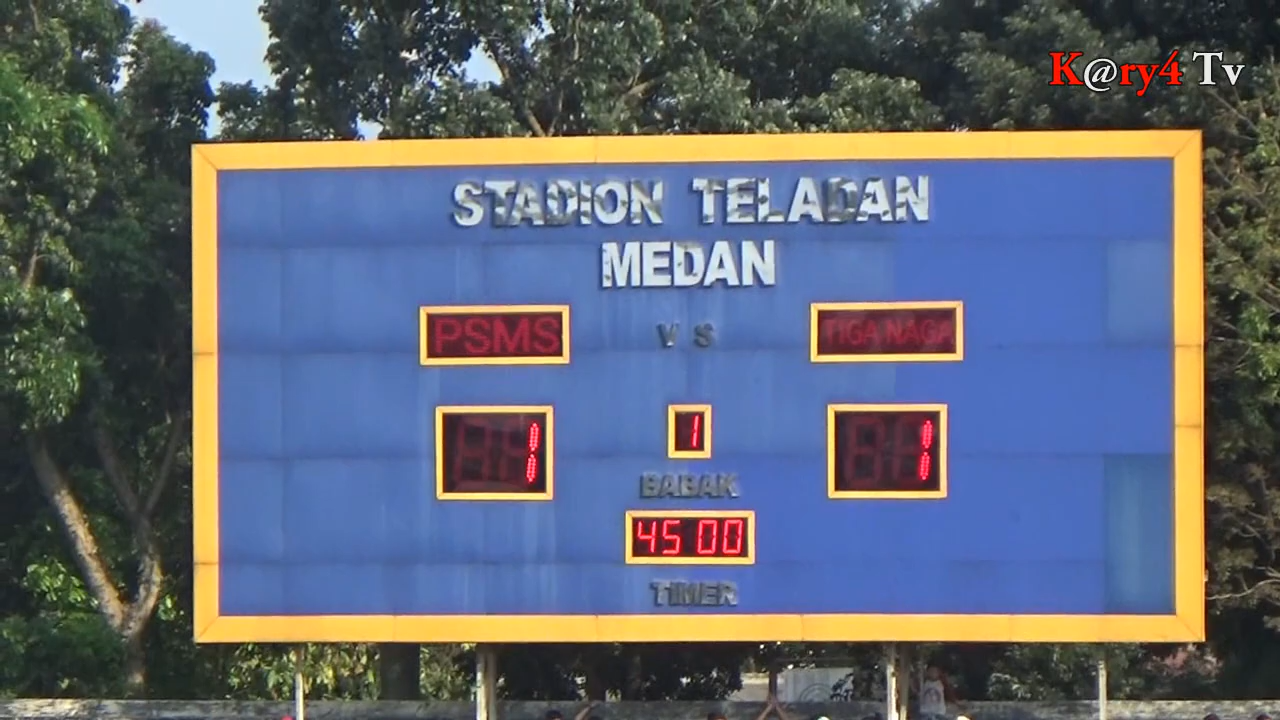 K@ry4 Tv
STADION TELADAN
MEDAN
PSMS VS TIGA NAGA
1 1 1
BABAK
45 00
TIMER